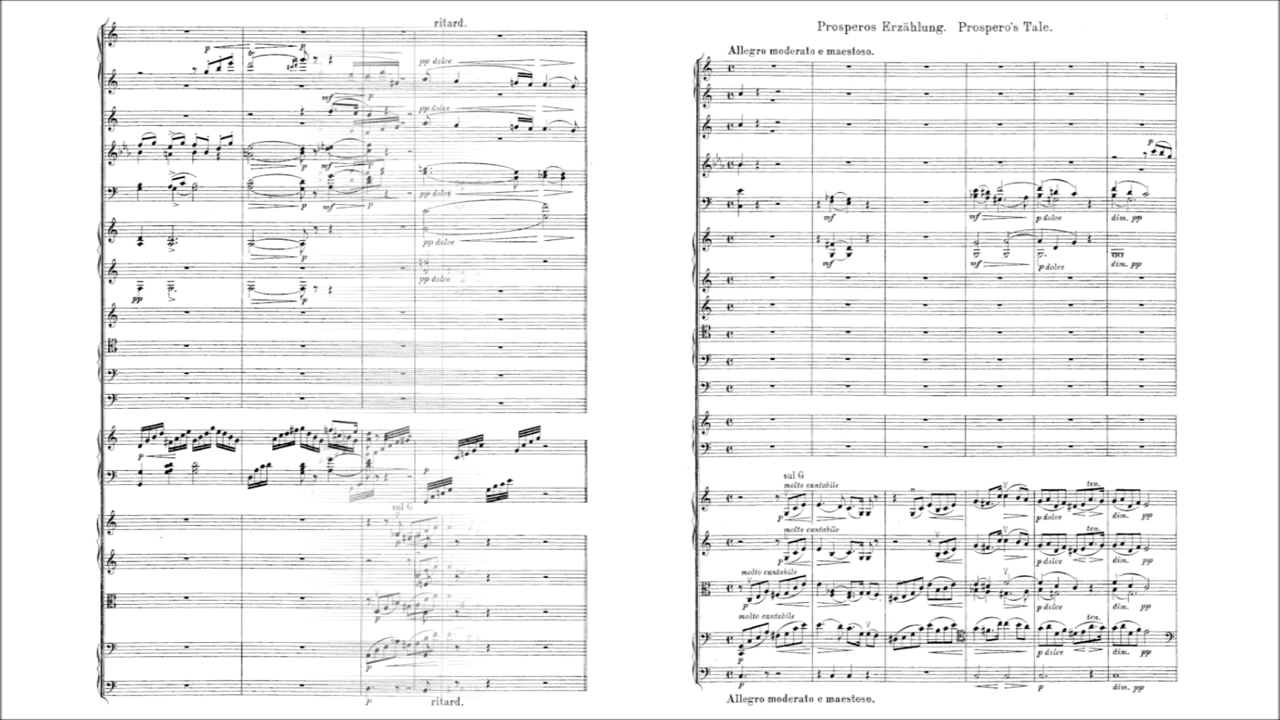 ritard.
p
p
pp dolce
mf
p
pp dolce
p
mf
p
pp dolce
p
mf
p
pp dolce
p
pp dolce
pp
p
p
p
sul G
p
p
p
p
ritard.
Prosperos Erzählung. Prospero's Tale.
Allegro moderato e maestoso.
p
mf
mf
p dolce
dim. pp
mf
mf
p dolce
dim. pp
sul G
molto cantabile
ten.
p
p dolce
dim. pp
molto cantabile
ten.
p
p dolce
dim. pp
molto cantabile
p
p dolce
dim. pp
molto cantabile
ten.
p
p dolce
dim. pp
p
p
dim. pp
Allegro moderato e maestoso.